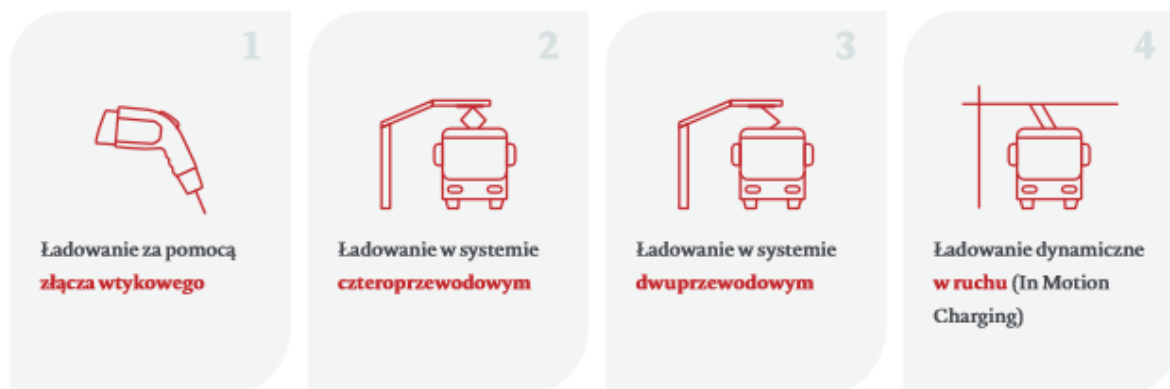 1
Ładowanie za pomocą
złącza wtykowego
2
Ładowanie w systemie
czteroprzewodowym
3
Ładowanie w systemie
dwuprzewodowym
4
Ładowanie dynamiczne
w ruchu (In Motion
Charging)